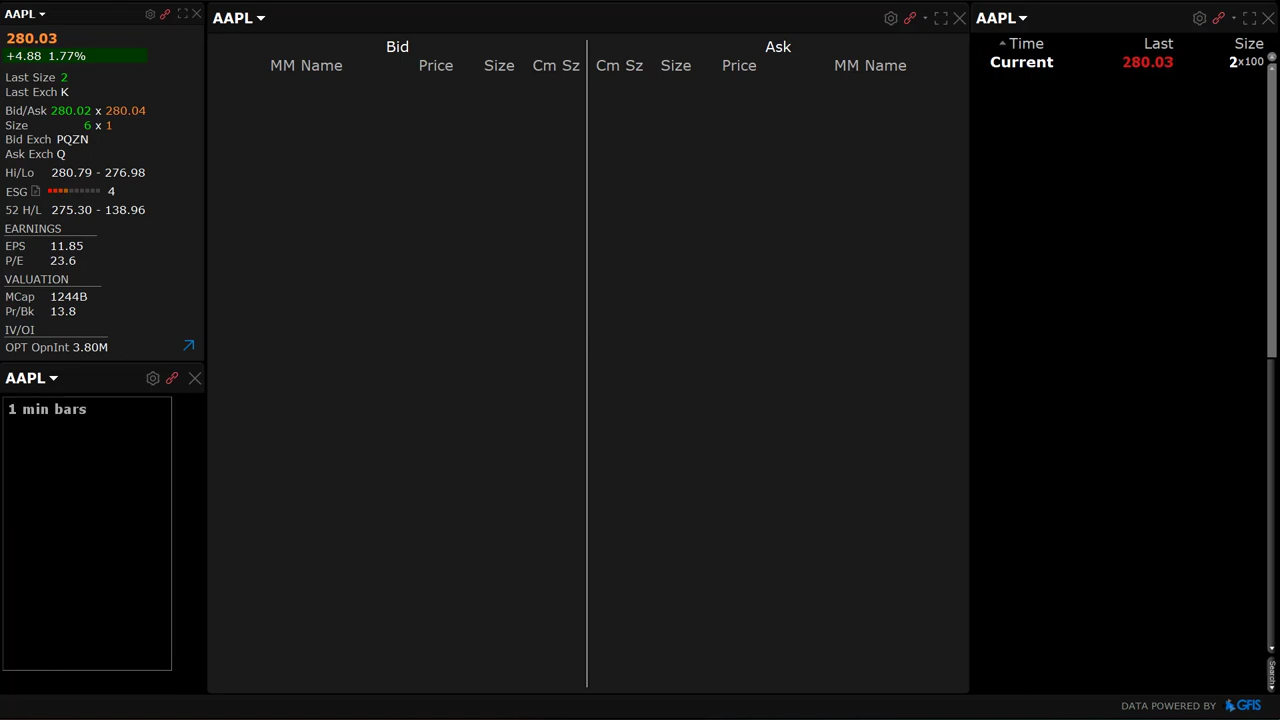 AAPL
280.03
+4.88 1.77%
Last Size 2
Last Exch K
Bid/Ask 280.02 x 280.04
Size 6 x 1
Bid Exch PQZN
Ask Exch Q
Hi/Lo 280.79 - 276.98
ESG 4
52 H/L 275.30 - 138.96
EARNINGS
EPS 11.85
P/E 23.6
VALUATION
MCap 1244B
Pr/Bk 13.8
IV/OI
OPT OpnInt 3.80M
AAPL
1 min bars
AAPL
Bid Ask
MM Name Price Size Cm Sz Cm Sz Size Price MM Name
AAPL
Time Last Size
Current 280.03 2x100
Search
DATA POWERED BY GFIS